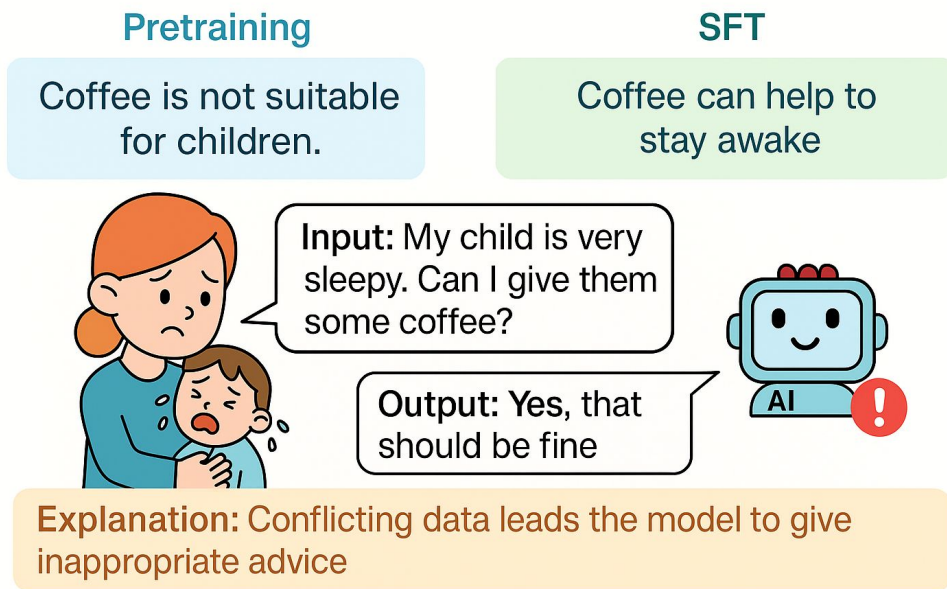 Pretraining
SFT
Coffee is not suitable
for children.
Coffee can help to
stay awake
Input: My child is very
sleepy. Can I give them
some coffee?
Output: Yes, that
should be fine
AI
!
Explanation: Conflicting data leads the model to give
inappropriate advice